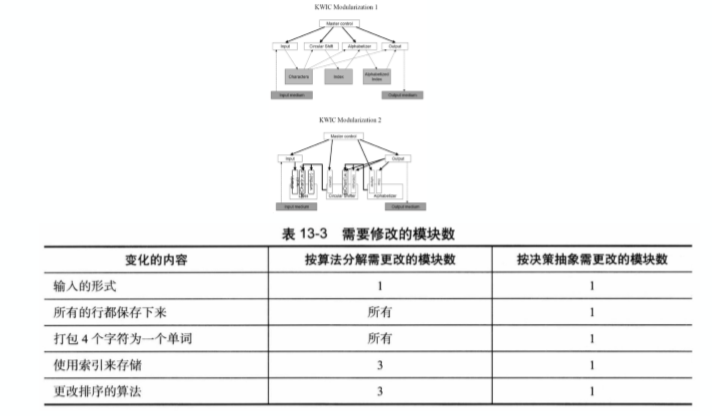 KWIC Modularization 1
Master control
Input Circular Shift Alphabetizer Output
Characters Index Alphabetized
Index
Input medium Output medium
KWIC Modularization 2
Master control
Input Output
Circular Shifter Alphabetizer
Input medium Output medium
表 13-3 需要修改的模块数
变化的内容 按算法分解需更改的模块数 按决策抽象需更改的模块数
输入的形式 1 1
所有的行都保存下来 所有 1
打包 4 个字符为一个单词 所有 1
使用索引来存储 3 1
更改排序的算法 3 1